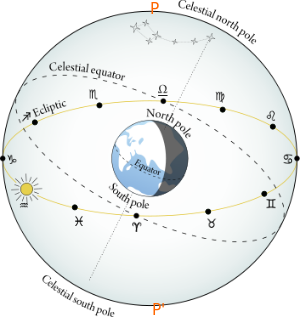 P
Celestial north pole
Celestial equator
♎
♏
♍
♐ Ecliptic
North pole
♌
♑
Equator
♋
♒
South pole
♊
♓
♈
♉
Celestial south pole
P'